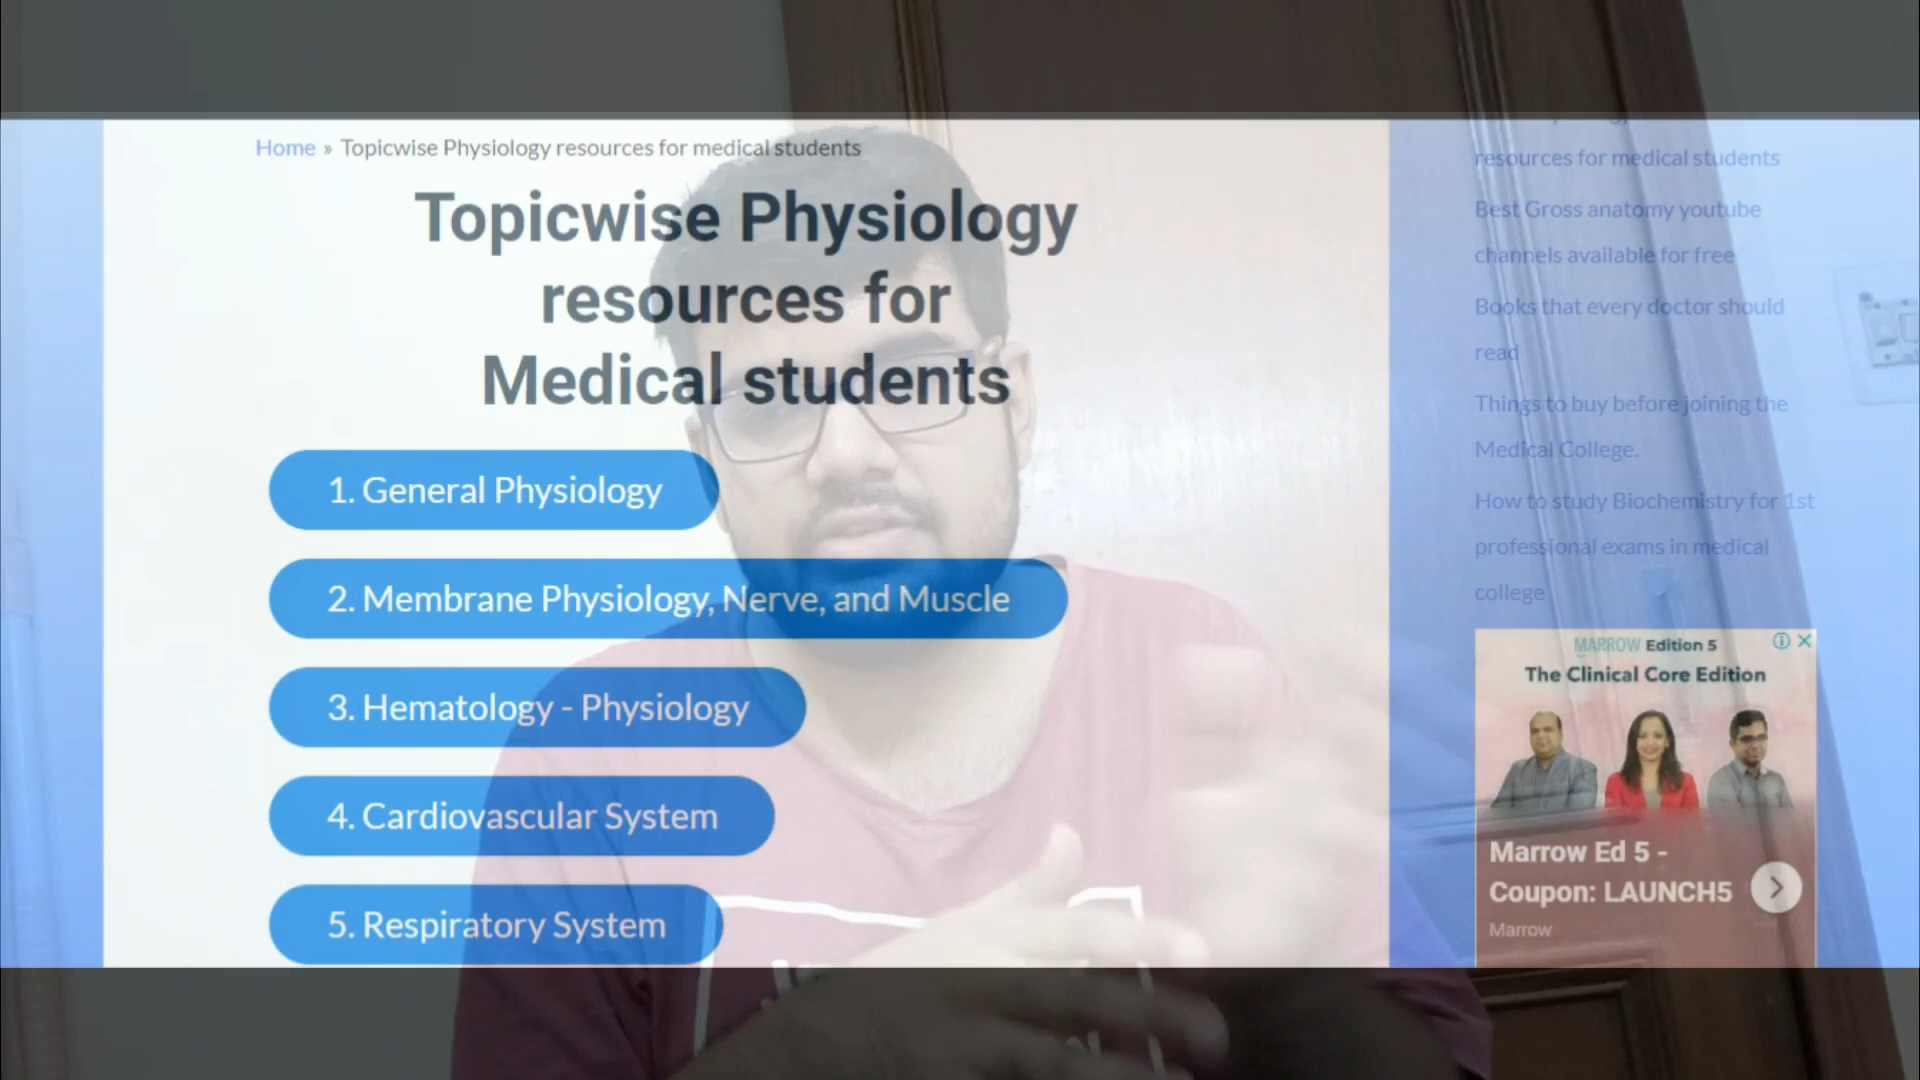 Home » Topicwise Physiology resources for medical students
Topicwise Physiology
resources for
Medical students
1. General Physiology
2. Membrane Physiology, Nerve, and Muscle
3. Hematology - Physiology
4. Cardiovascular System
5. Respiratory System
resources for medical students
Best Gross anatomy youtube
channels available for free
Books that every doctor should
read
Things to buy before joining the
Medical College.
How to study Biochemistry for 1st
professional exams in medical
college
MARROW Edition 5
The Clinical Core Edition
Marrow Ed 5 -
Coupon: LAUNCH5
Marrow